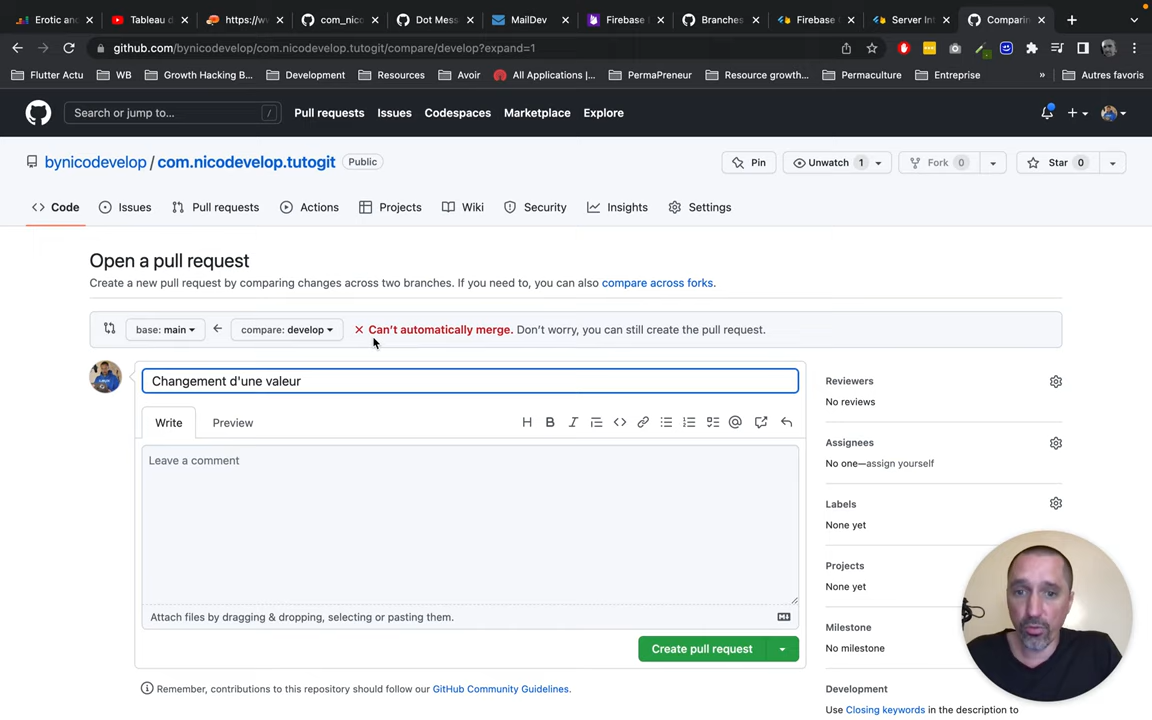 Erotic and
Tableau d
https://w
com_nico
Dot Mess
MailDev
Firebase
Branches
Firebase
Server In
Comparin
github.com/bynicodevelop/com.nicodevelop.tutogit/compare/develop?expand=1
Flutter Actu
WB
Growth Hacking B...
Development
Resources
Avoir
All Applications |...
PermaPreneur
Resource growth...
Permaculture
Entreprise
»
Autres favoris
Search or jump to...
/
Pull requests
Issues
Codespaces
Marketplace
Explore
bynicodevelop / com.nicodevelop.tutogit
Public
Pin
Unwatch 1
Fork 0
Star 0
Code
Issues
Pull requests
Actions
Projects
Wiki
Security
Insights
Settings
Open a pull request
Create a new pull request by comparing changes across two branches. If you need to, you can also compare across forks.
base: main
compare: develop
Can't automatically merge. Don't worry, you can still create the pull request.
Changement d'une valeur
Write
Preview
Leave a comment
Attach files by dragging & dropping, selecting or pasting them.
Create pull request
Remember, contributions to this repository should follow our GitHub Community Guidelines.
Reviewers
No reviews
Assignees
No one—assign yourself
Labels
None yet
Projects
None yet
Milestone
No milestone
Development
Use Closing keywords in the description to